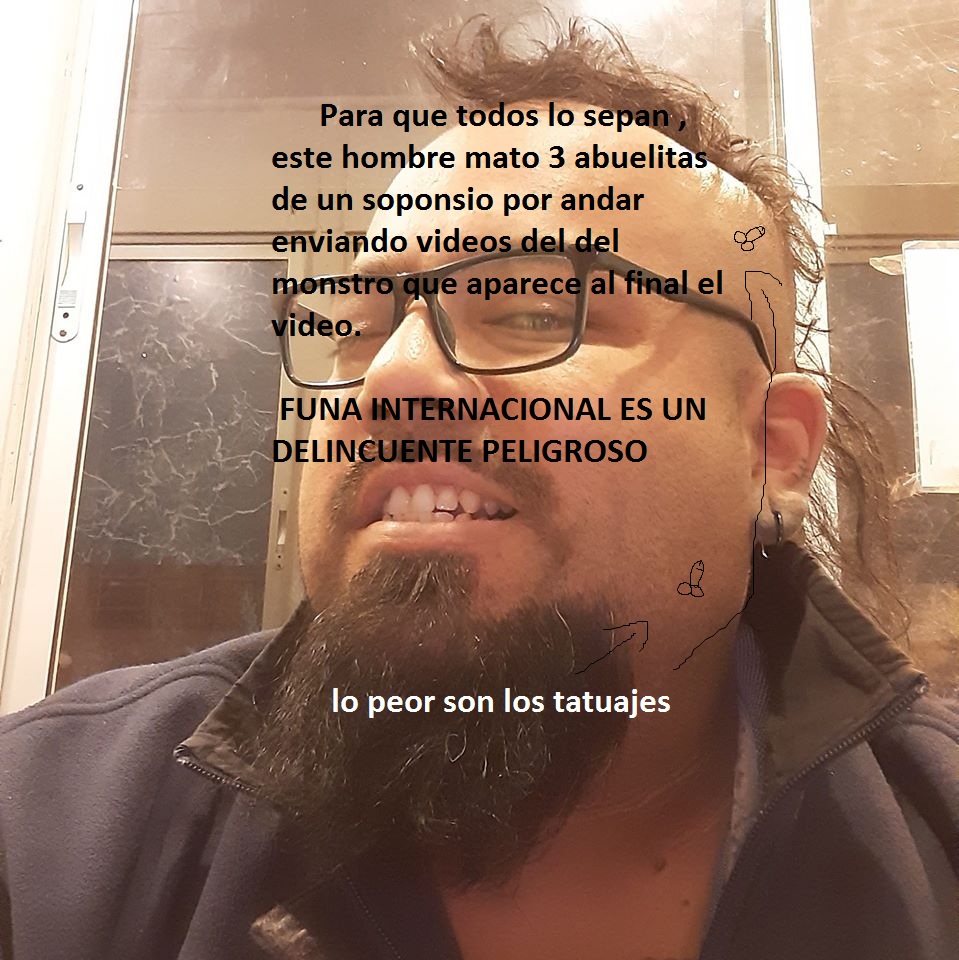 Para que todos lo sepan ,
este hombre mato 3 abuelitas
de un soponsio por andar
enviando videos del del
monstro que aparece al final el
video.
FUNA INTERNACIONAL ES UN
DELINCUENTE PELIGROSO
lo peor son los tatuajes